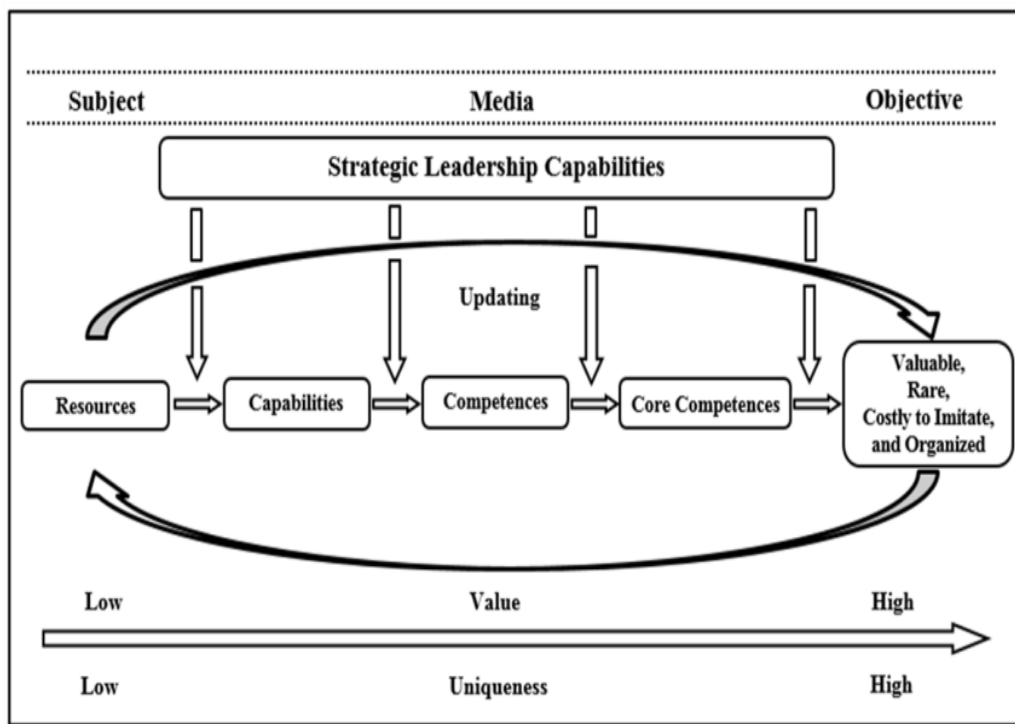 Subject Media Objective
Strategic Leadership Capabilities
Updating
Resources
Capabilities
Competences
Core Competences
Valuable,
Rare,
Costly to Imitate,
and Organized
Low Value High
Low Uniqueness High